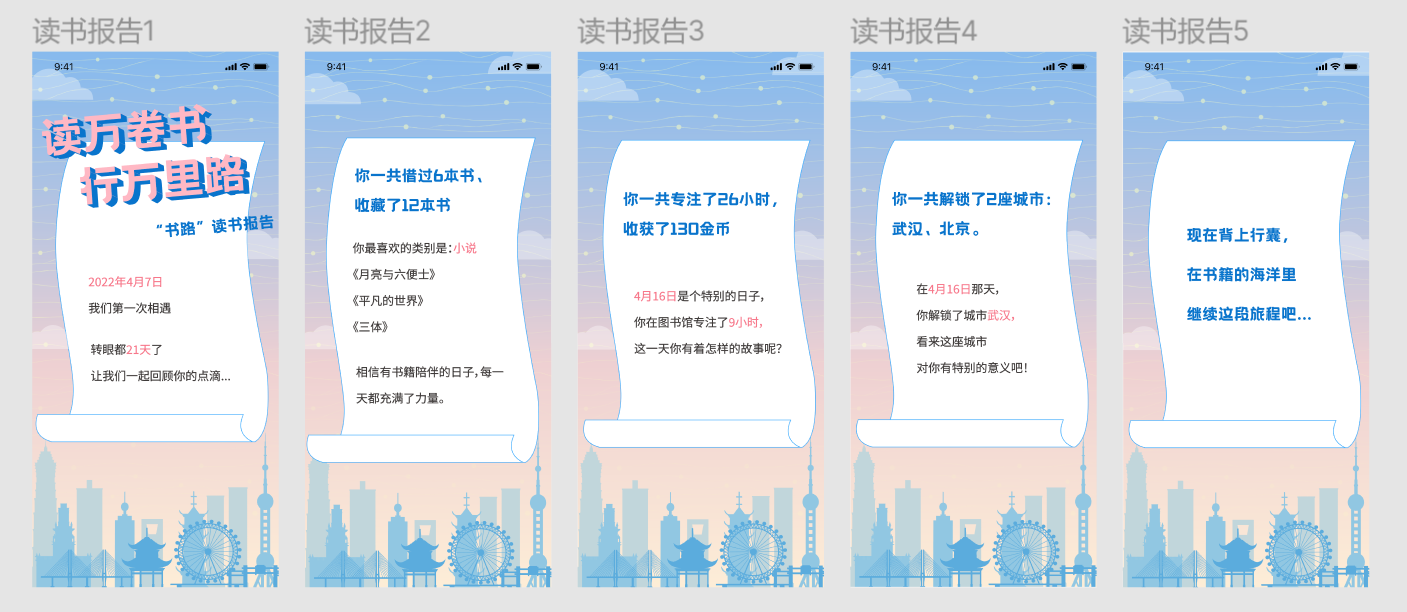 读书报告1
9:41
读万卷书
行万里路
“书路”读书报告
2022年4月7日
我们第一次相遇
转眼都21天了
让我们一起回顾你的点滴...
读书报告2
9:41
你一共借过6本书、
收藏了12本书
你最喜欢的类别是：小说
《月亮与六便士》
《平凡的世界》
《三体》
相信有书籍陪伴的日子，每一
天都充满了力量。
读书报告3
9:41
你一共专注了26小时，
收获了130金币
4月16日是个特别的日子，
你在图书馆专注了9小时，
这一天你有着怎样的故事呢？
读书报告4
9:41
你一共解锁了2座城市：
武汉、北京。
在4月16日那天，
你解锁了城市武汉，
看来这座城市
对你有特别的意义吧！
读书报告5
9:41
现在背上行囊，
在书籍的海洋里
继续这段旅程吧...